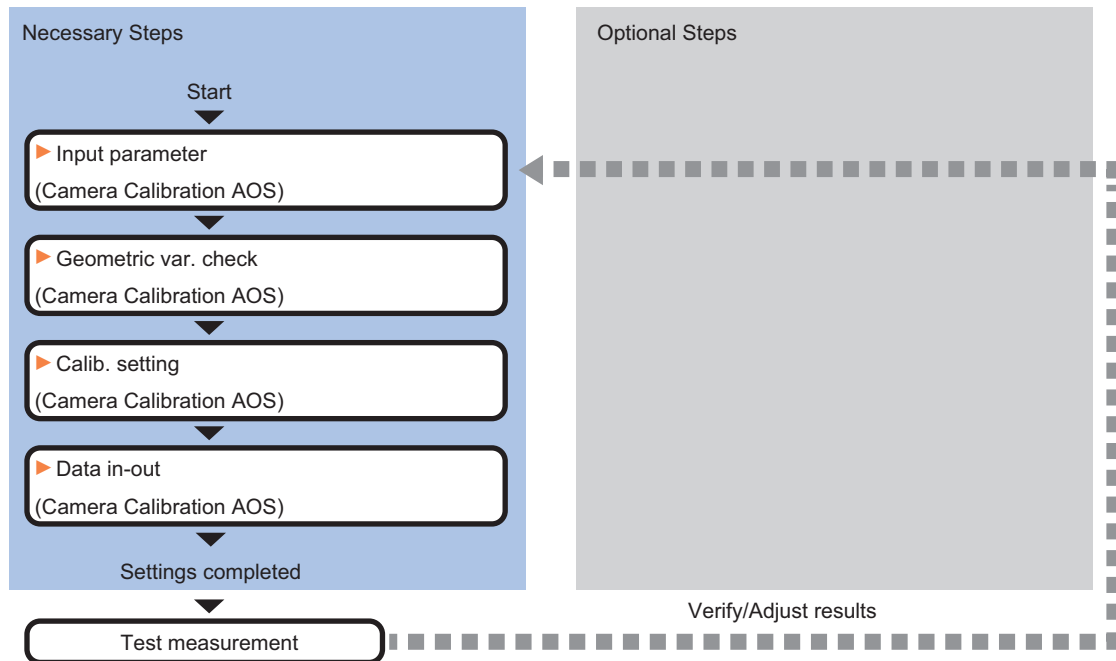 Necessary Steps
Optional Steps
Start
Input parameter
(Camera Calibration AOS)
Geometric var. check
(Camera Calibration AOS)
Calib. setting
(Camera Calibration AOS)
Data in-out
(Camera Calibration AOS)
Settings completed
Verify/Adjust results
Test measurement